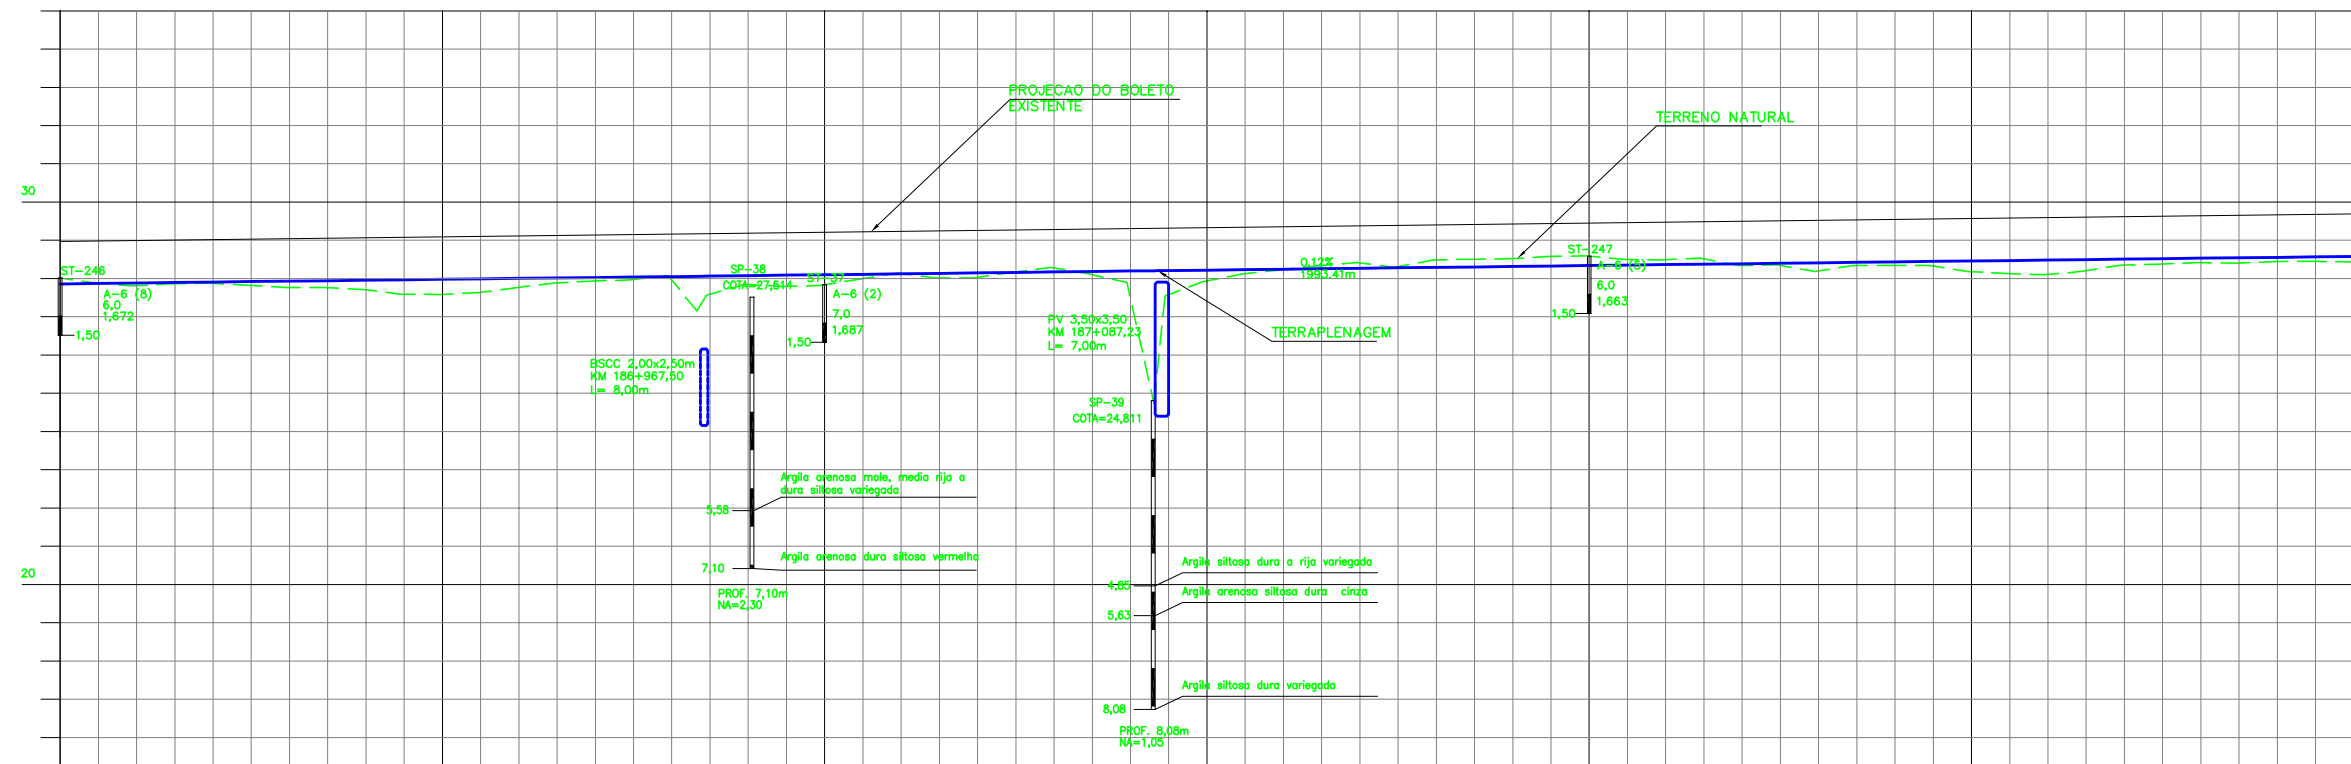 PROJECAO DO BOLETO
EXISTENTE
TERRENO NATURAL
30
ST-246
A-6 (8)
6,0
1,672
1,50
SP-38
COTA=27,514
ST-37
A-6 (2)
7,0
1,687
1,50
0,12%
1993.41m
ST-247
6,0
1,663
1,50
PV 3,50x3,50
KM 187+087,23
L= 7,00m
TERRAPLENAGEM
BSCC 2,00x2,50m
KM 186+967,50
L= 8,00m
SP-39
COTA=24,811
Argila arenosa mole, media rija a
dura siltosa variegada
5,58
Argila arenosa dura siltosa vermelha
7,10
PROF. 7,10m
NA=2,30
20
Argila siltosa dura a rija variegada
4,85
Argila arenosa siltosa dura cinza
5,63
Argila siltosa dura variegada
8,08
PROF. 8,08m
NA=1,05